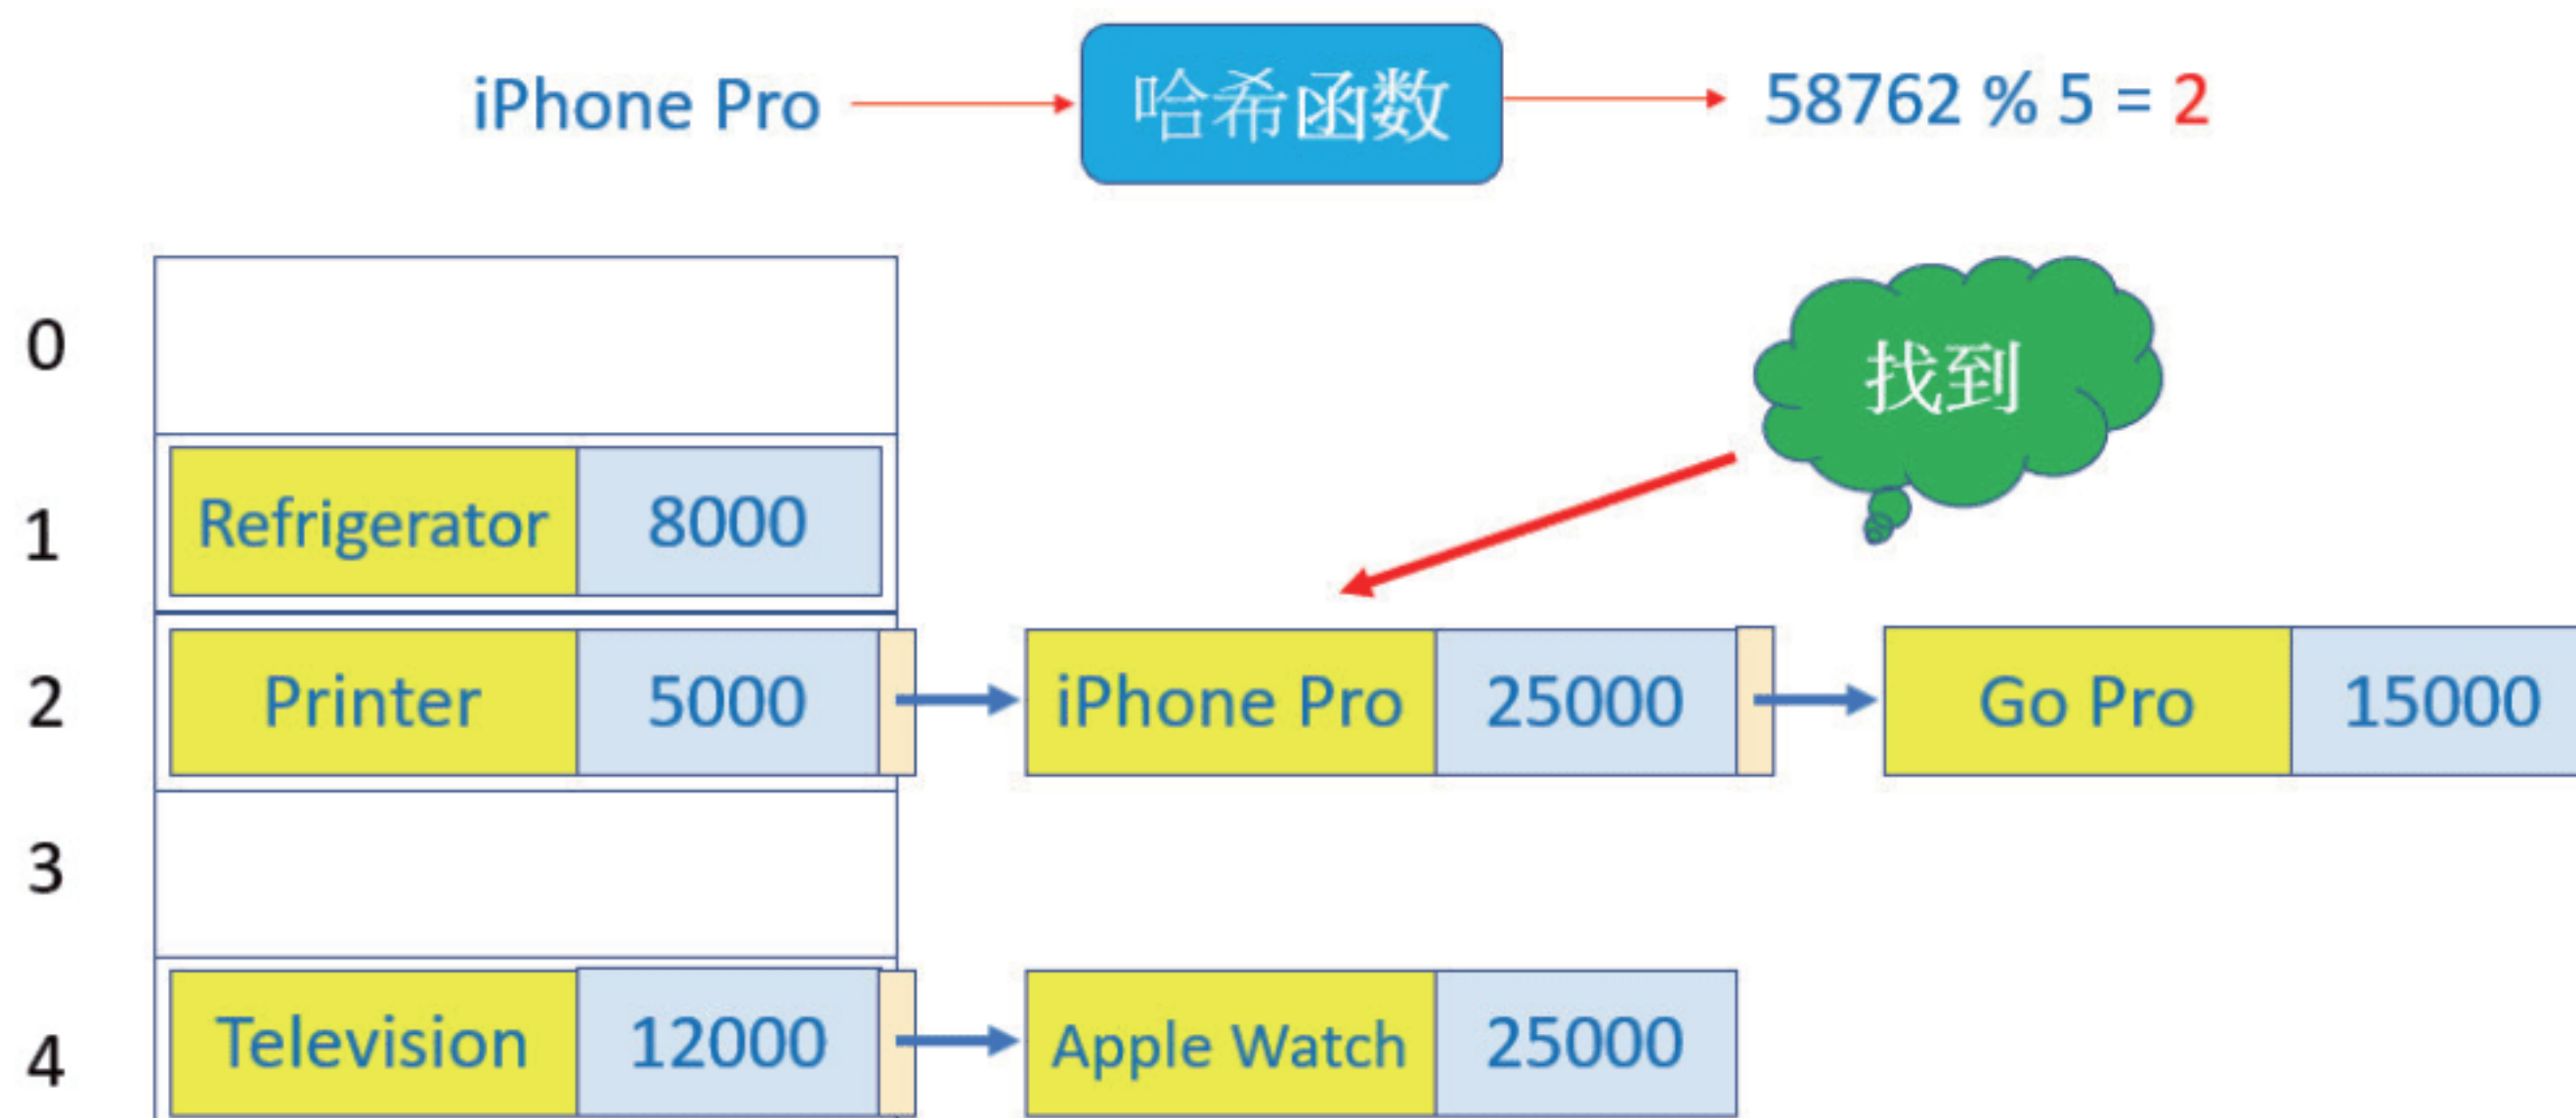 iPhone Pro 哈希函数 58762 % 5 = 2
找到
0
1 Refrigerator 8000
2 Printer 5000 iPhone Pro 25000 Go Pro 15000
3
4 Television 12000 Apple Watch 25000